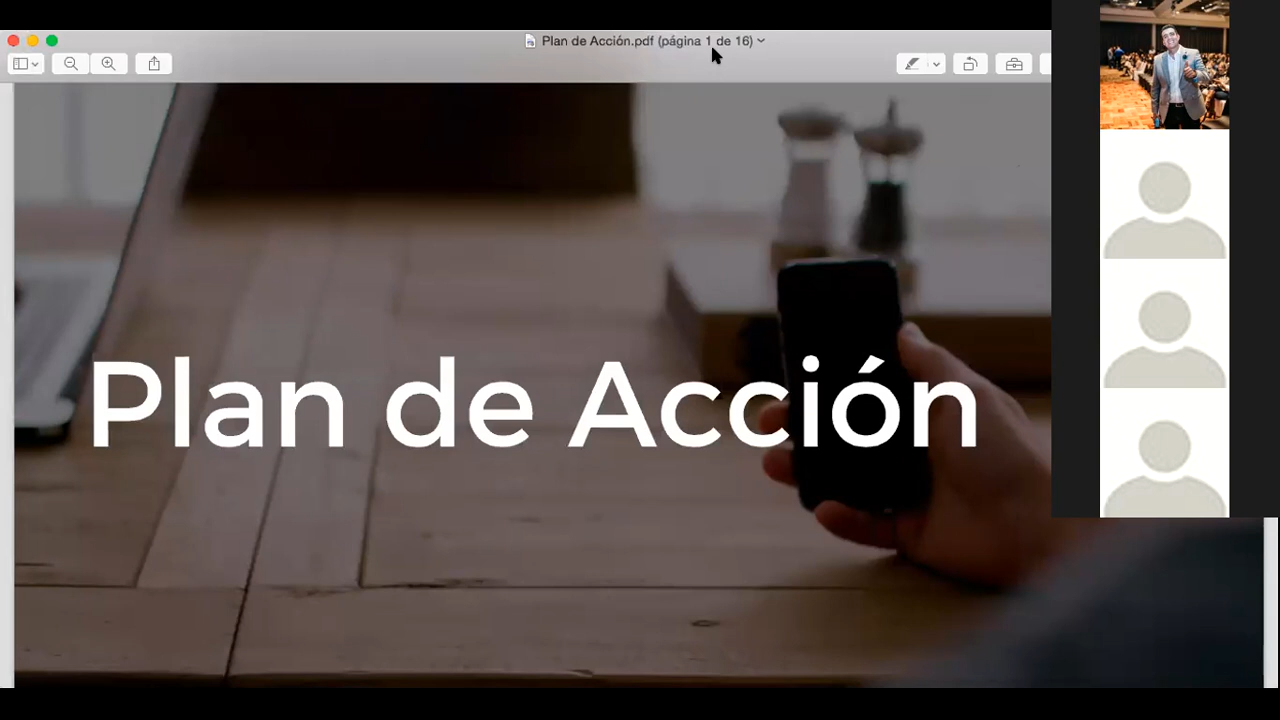 Plan de Acción.pdf (página 1 de 16)
Plan de Acción